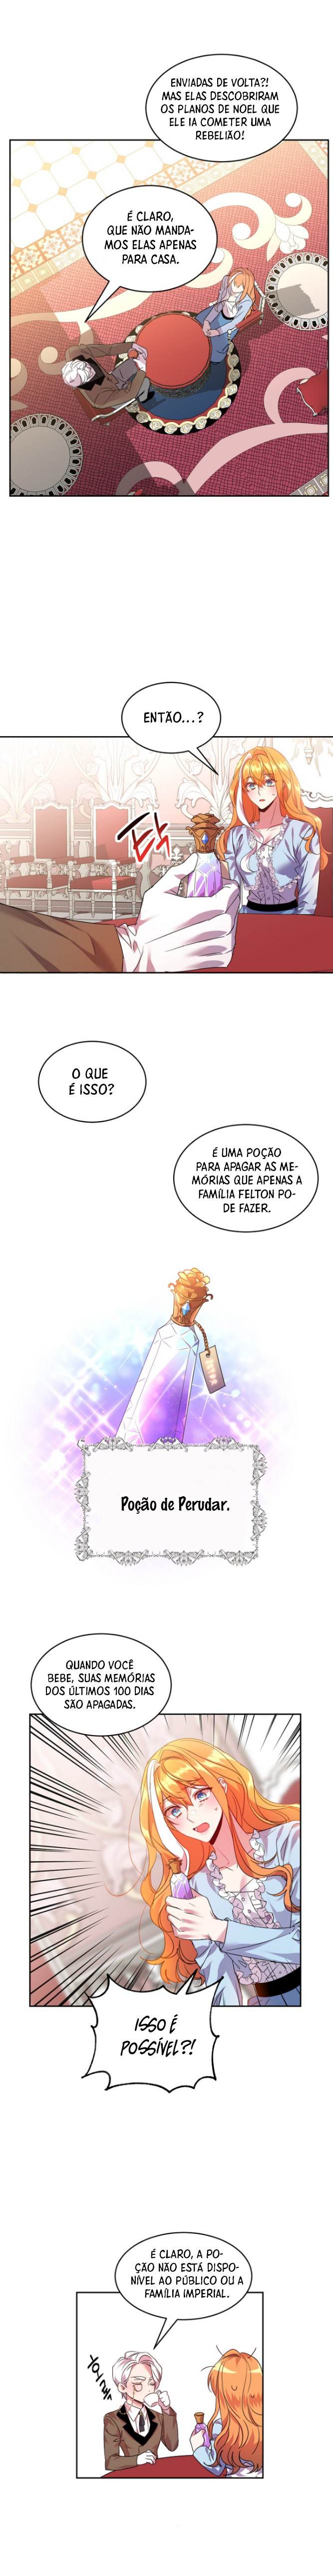 ENVIADAS DE VOLTA?!
MAS ELAS DESCOBRIRAM
OS PLANOS DE NOEL QUE
ELE IA COMETER UMA
REBELIÃO!
É CLARO,
QUE NÃO MANDA-
MOS ELAS APENAS
PARA CASA.
ENTÃO...?
O QUE
É ISSO?
É UMA POÇÃO
PARA APAGAR AS ME-
MÓRIAS QUE APENAS A
FAMÍLIA FELTON PO-
DE FAZER.
Poção de Perudar.
QUANDO VOCÊ
BEBE, SUAS MEMÓRIAS
DOS ÚLTIMOS 100 DIAS
SÃO APAGADAS.
ISSO É
POSSÍVEL?!
É CLARO, A PO-
ÇÃO NÃO ESTÁ DISPO-
NÍVEL AO PÚBLICO OU A
FAMÍLIA IMPERIAL.